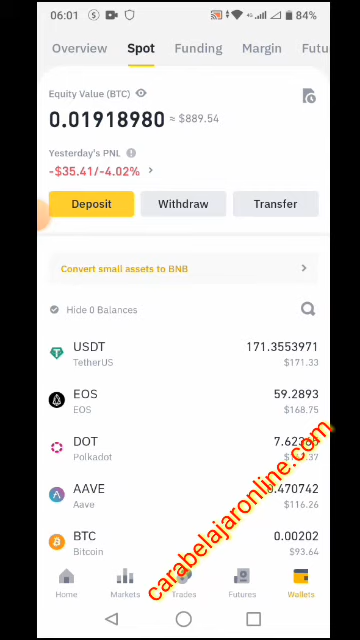 06:01 84%
Overview Spot Funding Margin Futu
Equity Value (BTC)
0.01918980 ≈ $889.54
Yesterday's PNL
-$35.41/-4.02% >
Deposit Withdraw Transfer
Convert small assets to BNB >
Hide 0 Balances
USDT 171.3553971
TetherUS $171.33
EOS 59.2893
EOS $168.75
DOT
Polkadot
AAVE 0.470742
Aave $116.26
BTC 0.00202
Bitcoin $93.64
carabelajaronline.com
Home Markets Trades Futures Wallets